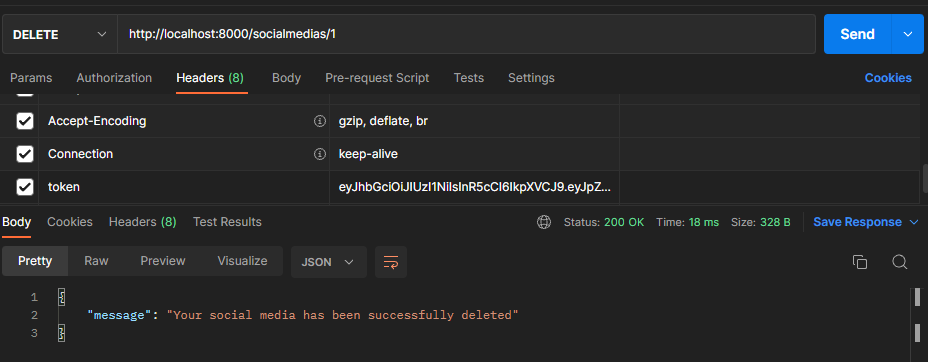 DELETE http://localhost:8000/socialmedias/1 Send
Params Authorization Headers (8) Body Pre-request Script Tests Settings Cookies
Accept-Encoding gzip, deflate, br
Connection keep-alive
token eyJhbGciOiJIUzI1NiIsInR5cCI6IkpXVCJ9.eyJpZ...
Body Cookies Headers (8) Test Results Status: 200 OK Time: 18 ms Size: 328 B Save Response
Pretty Raw Preview Visualize JSON
1 {
2 "message": "Your social media has been successfully deleted"
3 }